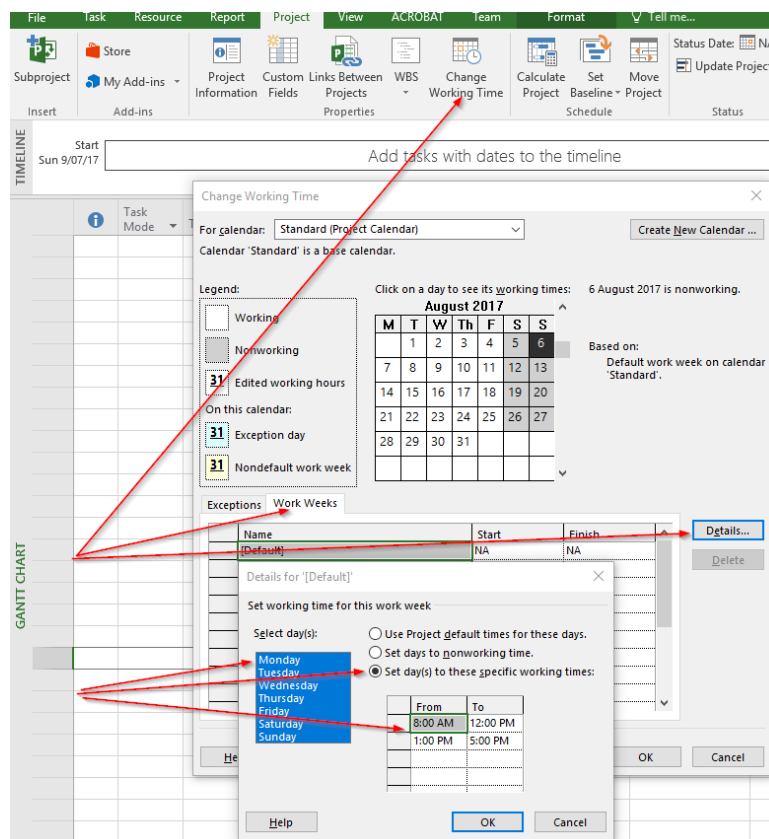 File Task Resource Report Project View ACROBAT Team Format Tell me...
Subproject
Store
My Add-ins
Project Information
Custom Fields
Links Between Projects
WBS
Change Working Time
Calculate Project
Set Baseline
Move Project
Status Date:
Update Project
Insert Add-ins Properties Schedule Status
TIMELINE
Start
Sun 9/07/17
Add tasks with dates to the timeline
Task
Mode
GANTT CHART
Change Working Time
For calendar: Standard (Project Calendar) Create New Calendar ...
Calendar 'Standard' is a base calendar.
Legend: Click on a day to see its working times: 6 August 2017 is nonworking.
Working
Nonworking
31 Edited working hours
On this calendar:
31 Exception day
31 Nondefault work week
August 2017
M T W Th F S S
1 2 3 4 5 6
7 8 9 10 11 12 13
14 15 16 17 18 19 20
21 22 23 24 25 26 27
28 29 30 31
Based on:
Default work week on calendar
'Standard'.
Exceptions Work Weeks
Name Start Finish Details...
[Default] NA NA
Delete
Details for '[Default]'
Set working time for this work week
Select day(s):
Monday
Tuesday
Wednesday
Thursday
Friday
Saturday
Sunday
Use Project default times for these days.
Set days to nonworking time.
Set day(s) to these specific working times:
From To
8:00 AM 12:00 PM
1:00 PM 5:00 PM
OK Cancel
Help OK Cancel